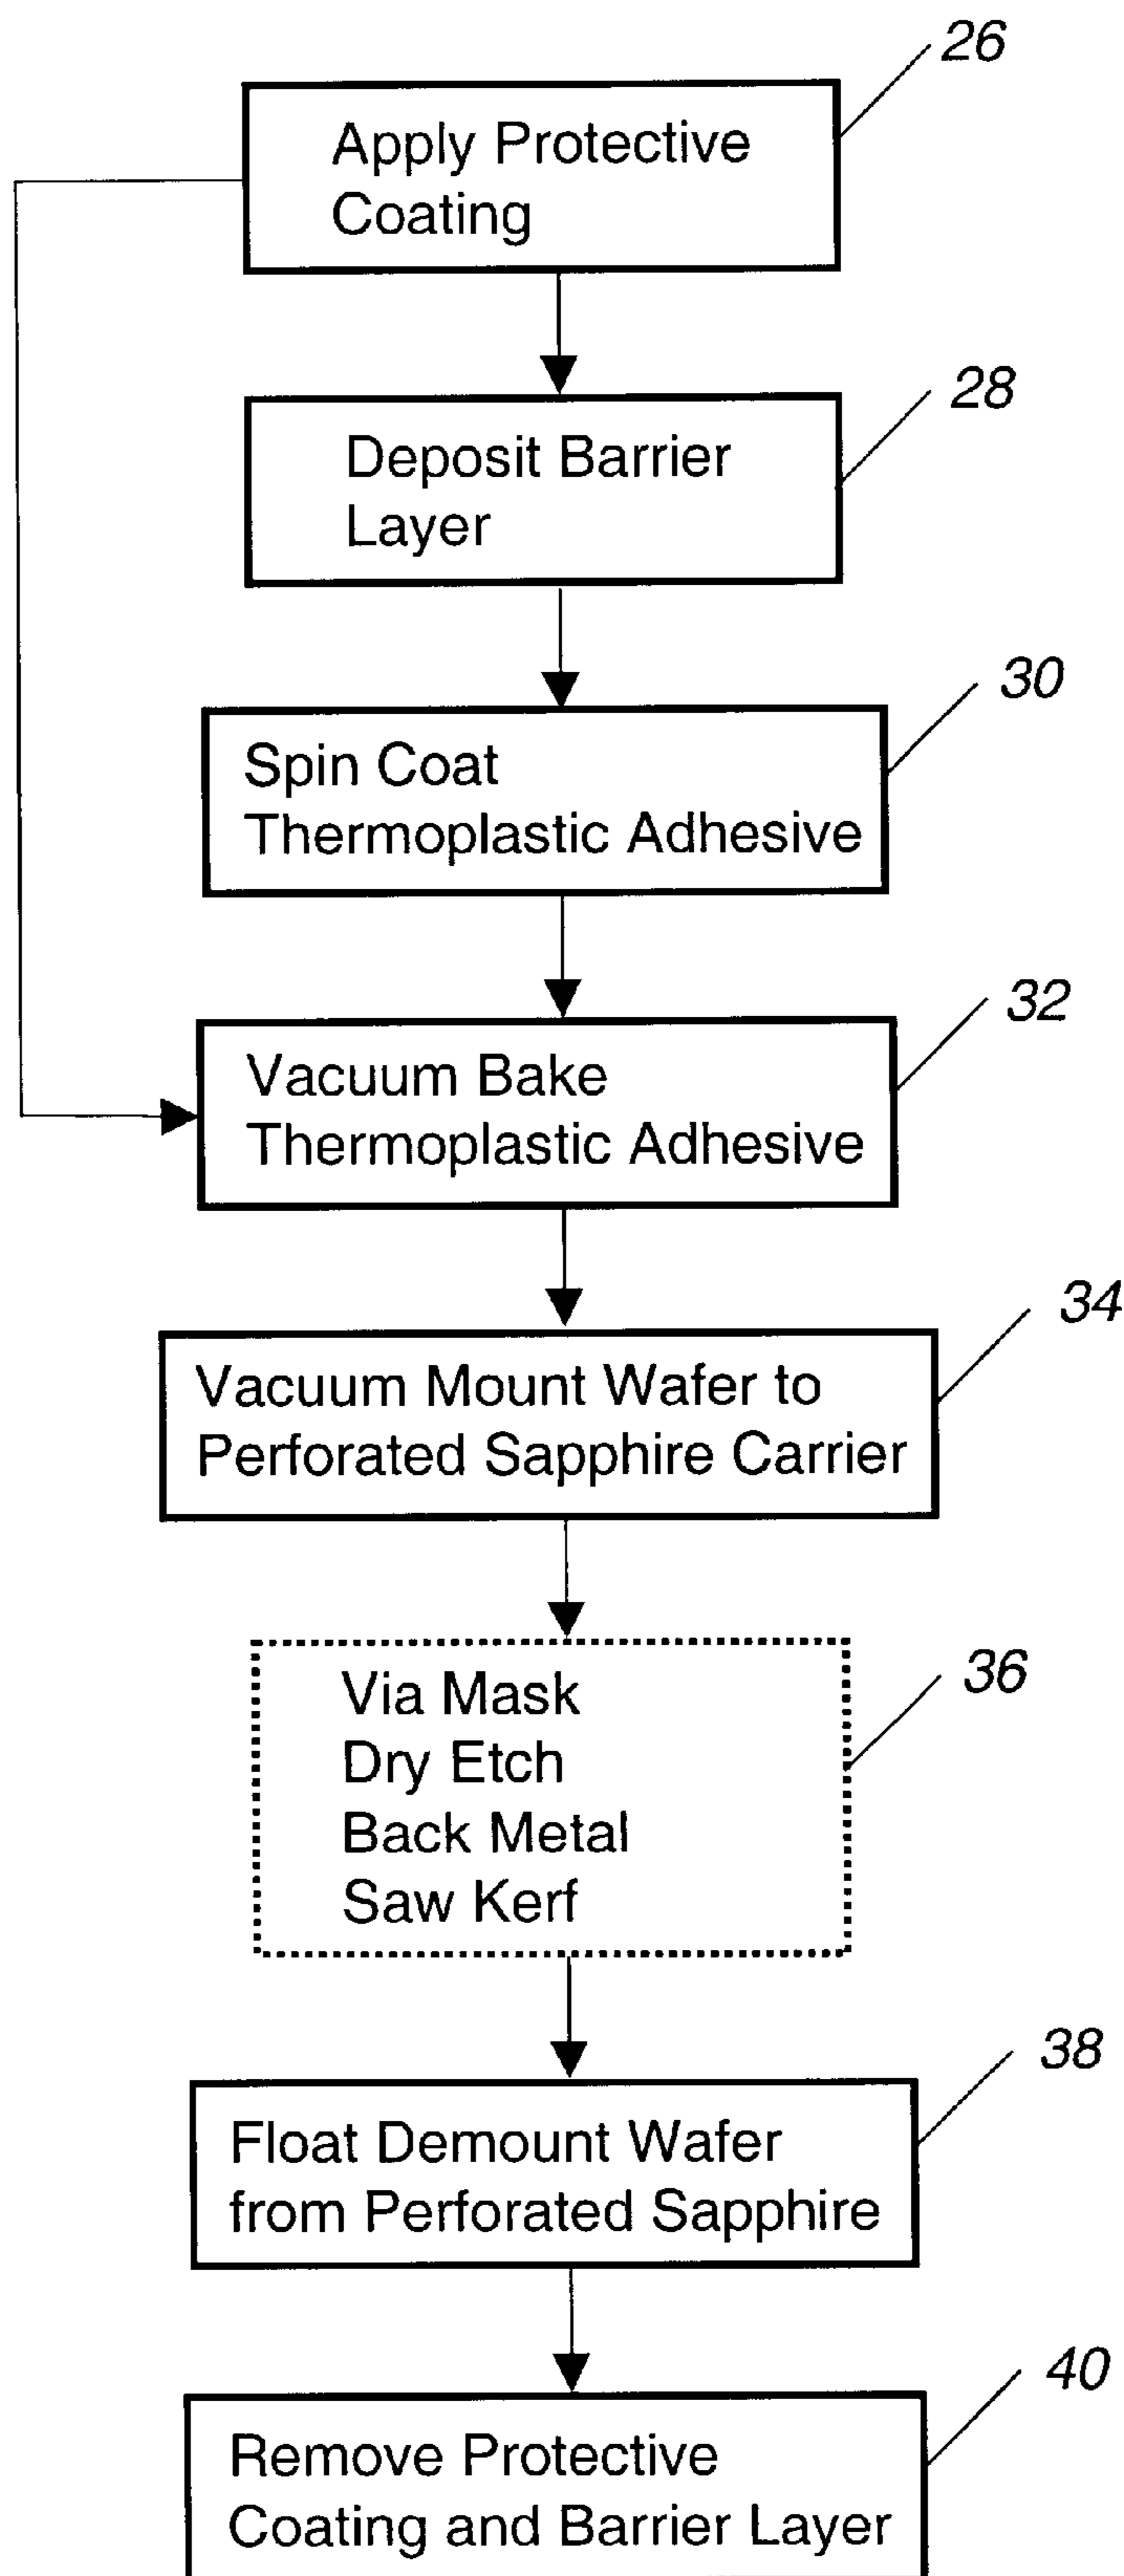 26
Apply Protective
Coating
28
Deposit Barrier
Layer
30
Spin Coat
Thermoplastic Adhesive
32
Vacuum Bake
Thermoplastic Adhesive
34
Vacuum Mount Wafer to
Perforated Sapphire Carrier
36
Via Mask
Dry Etch
Back Metal
Saw Kerf
38
Float Demount Wafer
from Perforated Sapphire
40
Remove Protective
Coating and Barrier Layer